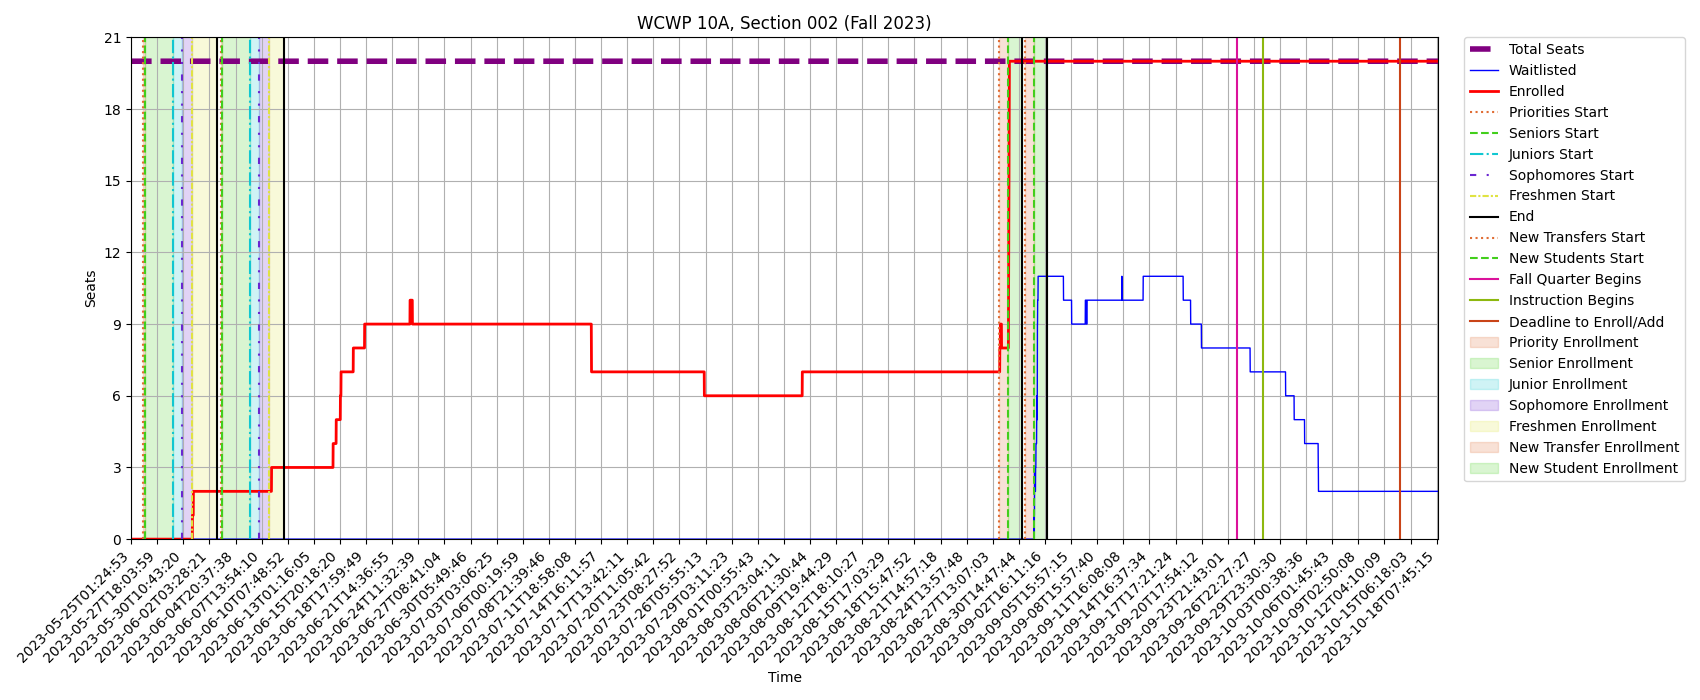 WCWP 10A, Section 002 (Fall 2023)
Seats
21
18
15
12
9
6
3
0
2023-05-25T01:24:53
2023-05-27T18:03:59
2023-05-30T10:43:20
2023-06-02T03:28:21
2023-06-04T20:37:38
2023-06-07T13:54:10
2023-06-10T07:48:52
2023-06-13T01:16:05
2023-06-15T20:18:20
2023-06-18T17:59:49
2023-06-21T14:36:55
2023-06-24T11:32:39
2023-06-27T08:41:04
2023-06-30T05:49:46
2023-07-03T03:06:25
2023-07-06T00:19:59
2023-07-08T21:39:46
2023-07-11T18:58:08
2023-07-14T16:11:57
2023-07-17T13:42:11
2023-07-20T11:05:42
2023-07-23T08:27:52
2023-07-26T05:55:13
2023-07-29T03:11:23
2023-08-01T00:55:43
2023-08-03T23:04:11
2023-08-06T21:30:44
2023-08-09T19:44:29
2023-08-12T18:10:27
2023-08-15T17:03:29
2023-08-18T15:47:52
2023-08-21T14:57:18
2023-08-24T13:57:48
2023-08-27T13:07:03
2023-08-30T14:47:44
2023-09-02T16:11:16
2023-09-05T15:57:15
2023-09-08T15:57:40
2023-09-11T16:08:08
2023-09-14T16:37:34
2023-09-17T17:21:24
2023-09-20T17:54:12
2023-09-23T21:43:01
2023-09-26T22:27:27
2023-09-29T23:30:30
2023-10-03T00:38:36
2023-10-06T01:45:43
2023-10-09T02:50:08
2023-10-12T04:10:09
2023-10-15T06:18:03
2023-10-18T07:45:15
Time
Total Seats
Waitlisted
Enrolled
Priorities Start
Seniors Start
Juniors Start
Sophomores Start
Freshmen Start
End
New Transfers Start
New Students Start
Fall Quarter Begins
Instruction Begins
Deadline to Enroll/Add
Priority Enrollment
Senior Enrollment
Junior Enrollment
Sophomore Enrollment
Freshmen Enrollment
New Transfer Enrollment
New Student Enrollment